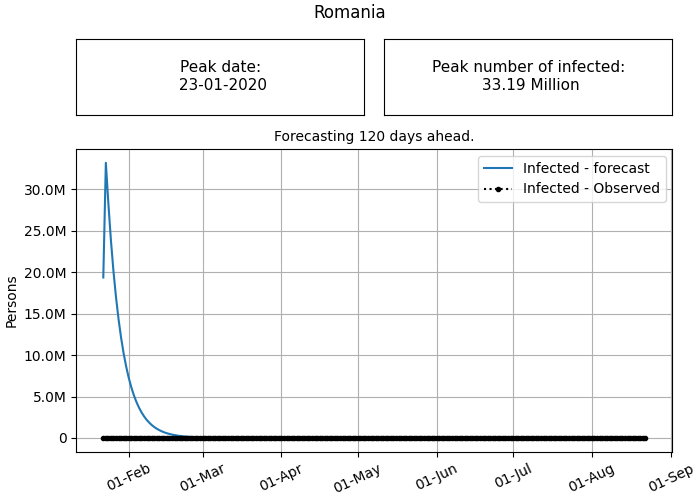 Romania
Peak date:
23-01-2020
Peak number of infected:
33.19 Million
Forecasting 120 days ahead.
Infected - forecast
Infected - Observed
30.0M
25.0M
20.0M
15.0M
10.0M
5.0M
0
Persons
01-Feb
01-Mar
01-Apr
01-May
01-Jun
01-Jul
01-Aug
01-Sep